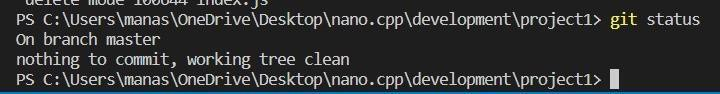 delete mode 100644 index.js
PS C:\Users\manas\OneDrive\Desktop\nano.cpp\development\project1> git status
On branch master
nothing to commit, working tree clean
PS C:\Users\manas\OneDrive\Desktop\nano.cpp\development\project1>